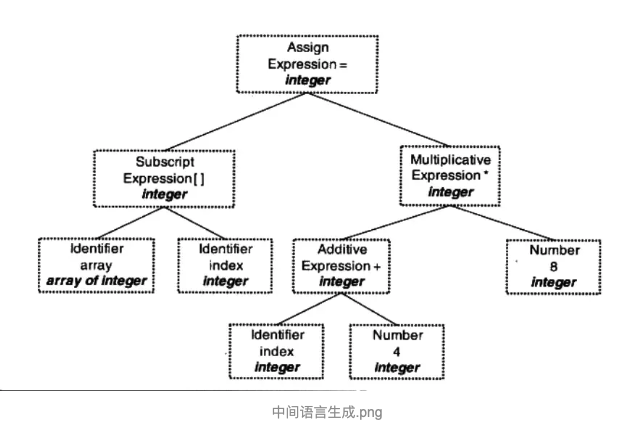 Assign
Expression =
integer
Subscript
Expression[ ]
integer
Multiplicative
Expression *
integer
Identifier
array
array of integer
Identifier
index
integer
Additive
Expression +
integer
Number
8
integer
Identifier
index
integer
Number
4
integer
中间语言生成.png